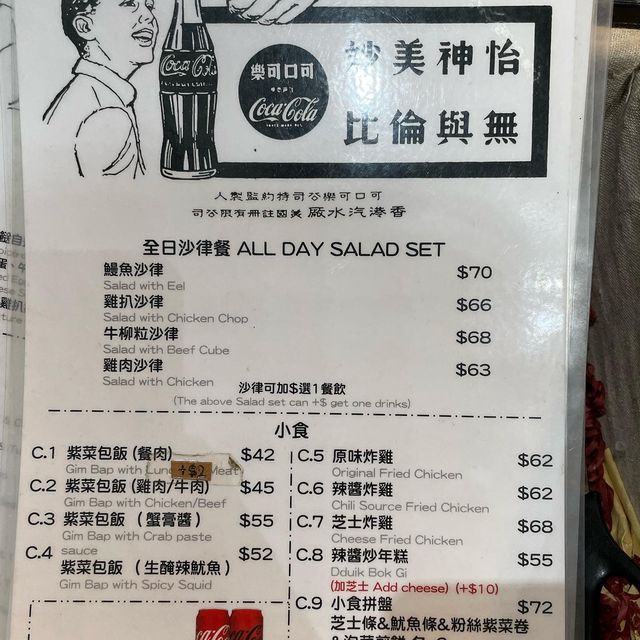 Coca-Cola
樂可口可
Coca-Cola
TRADE MARK REG.
妙美神怡
比倫與無
人製監約特司公樂可口可
司公限有冊註國美 廠水汽港香
全日沙律餐 ALL DAY SALAD SET
鰻魚沙律 $70
Salad with Eel
雞扒沙律 $66
Salad with Chicken Chop
牛柳粒沙律 $68
Salad with Beef Cube
雞肉沙律 $63
Salad with Chicken
沙律可加$選1餐飲
(The above Salad set can +$ get one drinks)
小食
C.1 紫菜包飯 (餐肉) $42
Gim Bap with Lun Meat
+$2
C.2 紫菜包飯 (雞肉/牛肉) $45
Gim Bap with Chicken/Beef
C.3 紫菜包飯 ( 蟹膏醬 ) $55
Gim Bap with Crab paste
sauce
C.4 紫菜包飯 ( 生醃辣魷魚 ) $52
Gim Bap with Spicy Squid
C.5 原味炸雞 $62
Original Fried Chicken
C.6 辣醬炸雞 $62
Chili Source Fried Chicken
C.7 芝士炸雞 $68
Cheese Fried Chicken
C.8 辣醬炒年糕 $55
Dduik Bok Gi
(加芝士 Add cheese) (+$10)
C.9 小食拼盤 $72
芝士條&魷魚條&粉絲紫菜卷